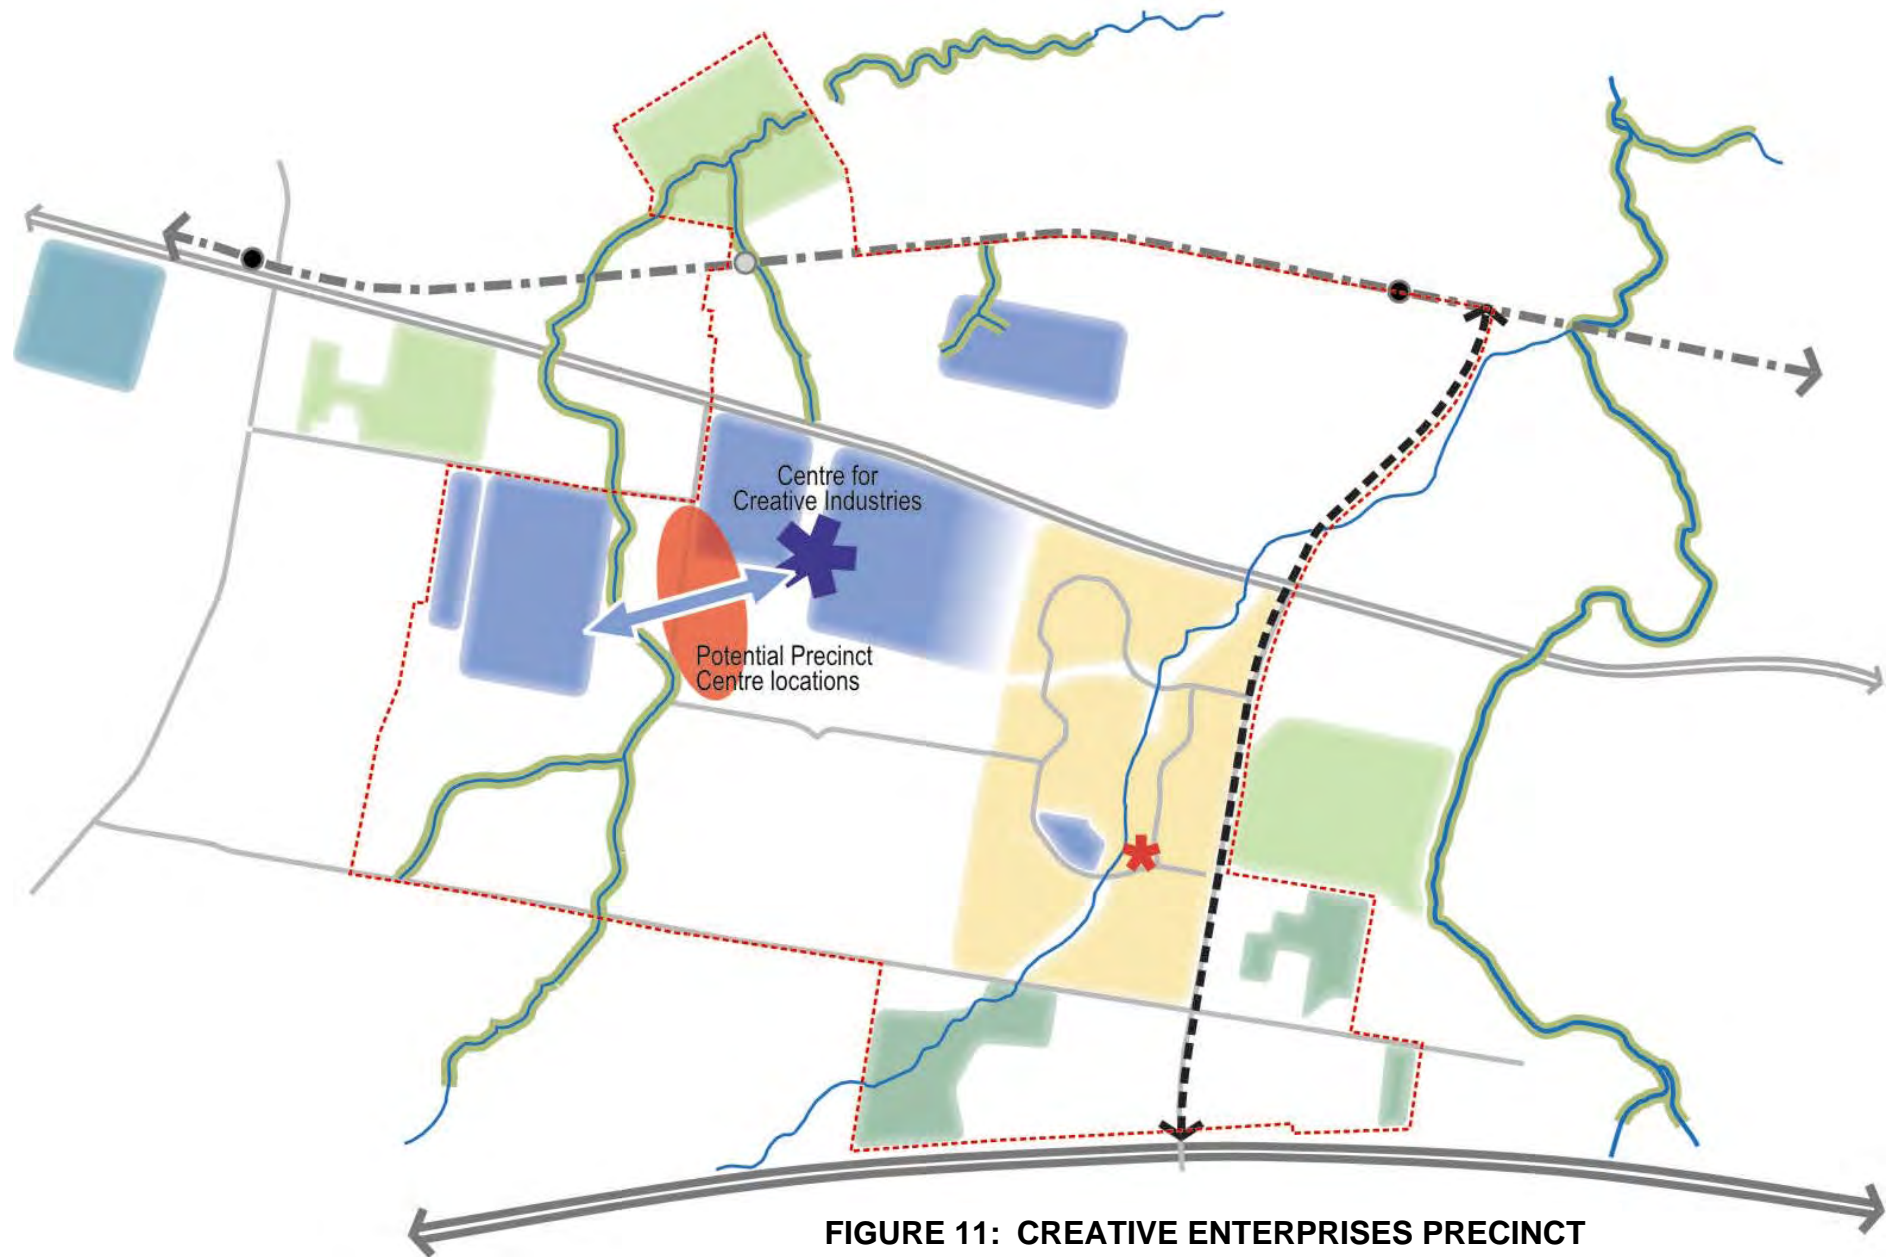 Centre for
Creative Industries
Potential Precinct
Centre locations
FIGURE 11: CREATIVE ENTERPRISES PRECINCT